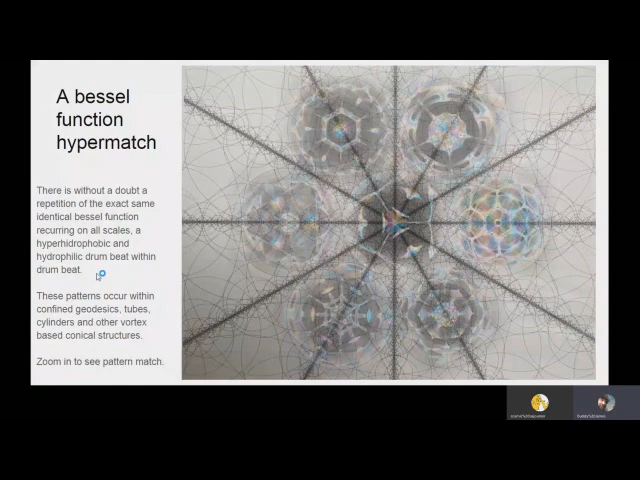 A bessel
function
hypermatch
There is without a doubt a
repetition of the exact same
identical bessel function
recurring on all scales, a
hyperhidrophobic and
hydrophilic drum beat within
drum beat.
These patterns occur within
confined geodesics, tubes,
cylinders and other vortex
based conical structures.
Zoom in to see pattern match.